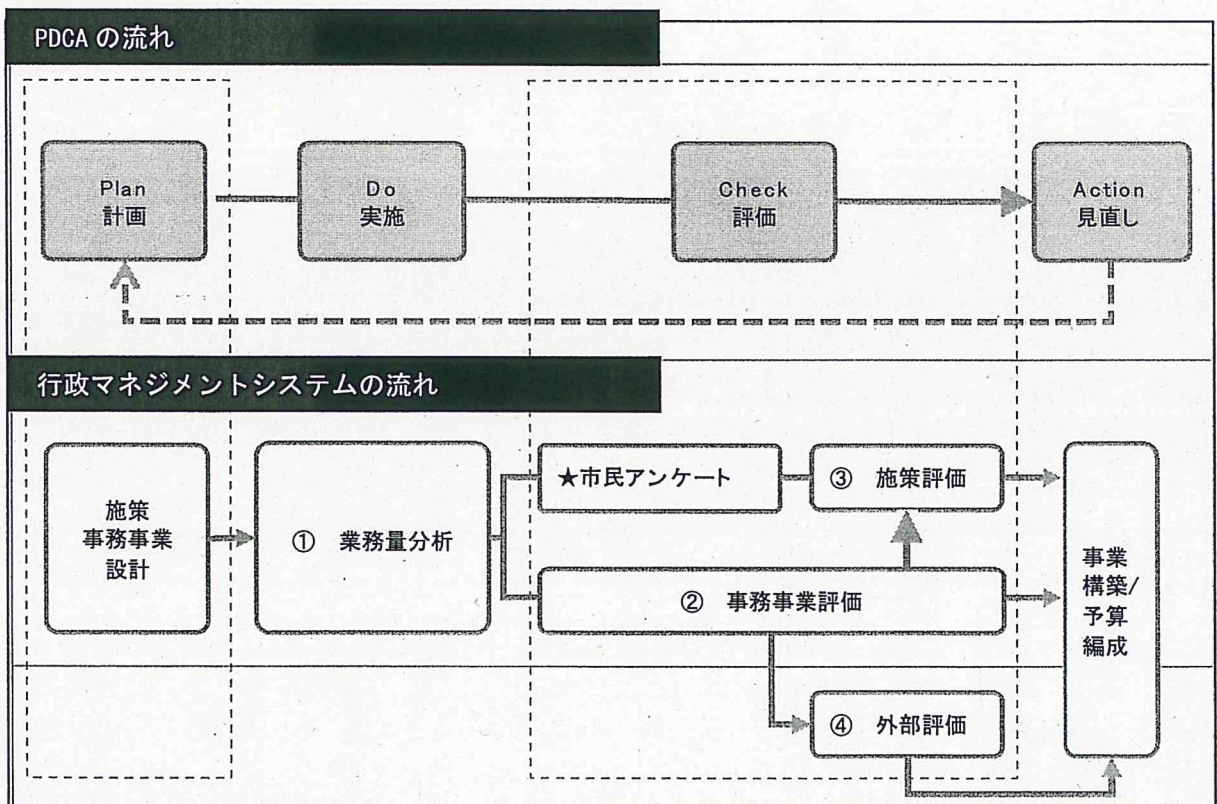 PDCA の流れ
Plan
計画
Do
実施
Check
評価
Action
見直し
行政マネジメントシステムの流れ
施策
事務事業
設計
① 業務量分析
★市民アンケート
③ 施策評価
② 事務事業評価
④ 外部評価
事業
構築/
予算
編成